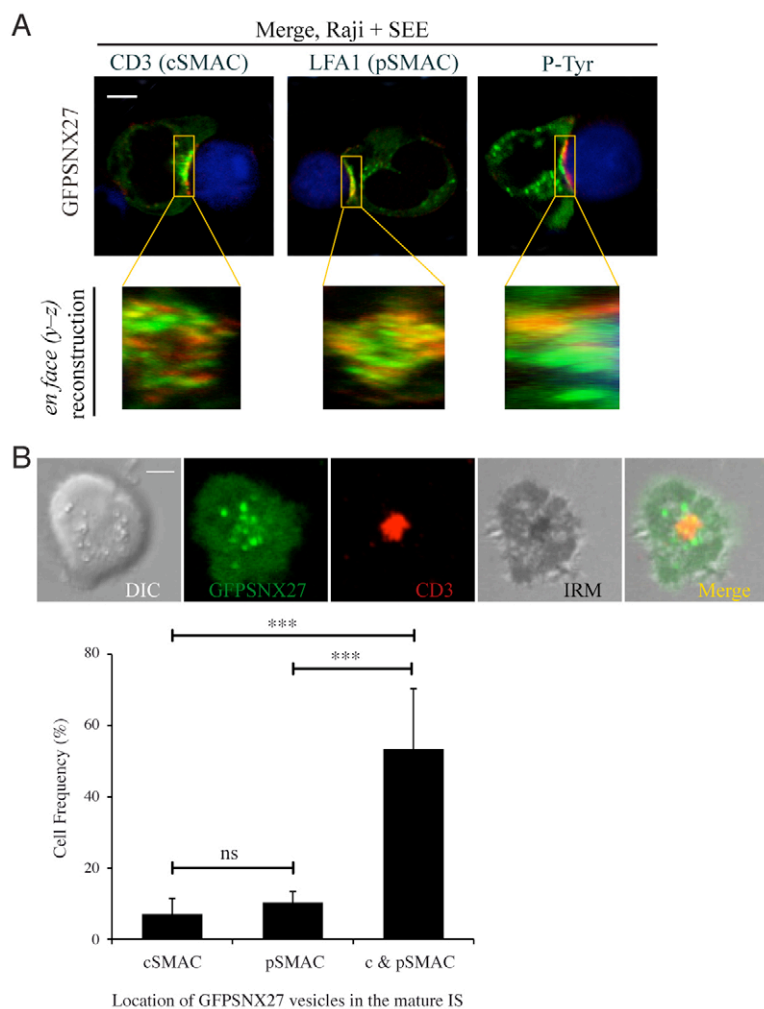 A
Merge, Raji + SEE
CD3 (cSMAC)
LFA1 (pSMAC)
P-Tyr
GFPSNX27
en face (y–z)
reconstruction
B
DIC
GFPSNX27
CD3
IRM
Merge
***
***
80
60
40
20
0
ns
Cell Frequency (%)
cSMAC
pSMAC
c & pSMAC
Location of GFPSNX27 vesicles in the mature IS